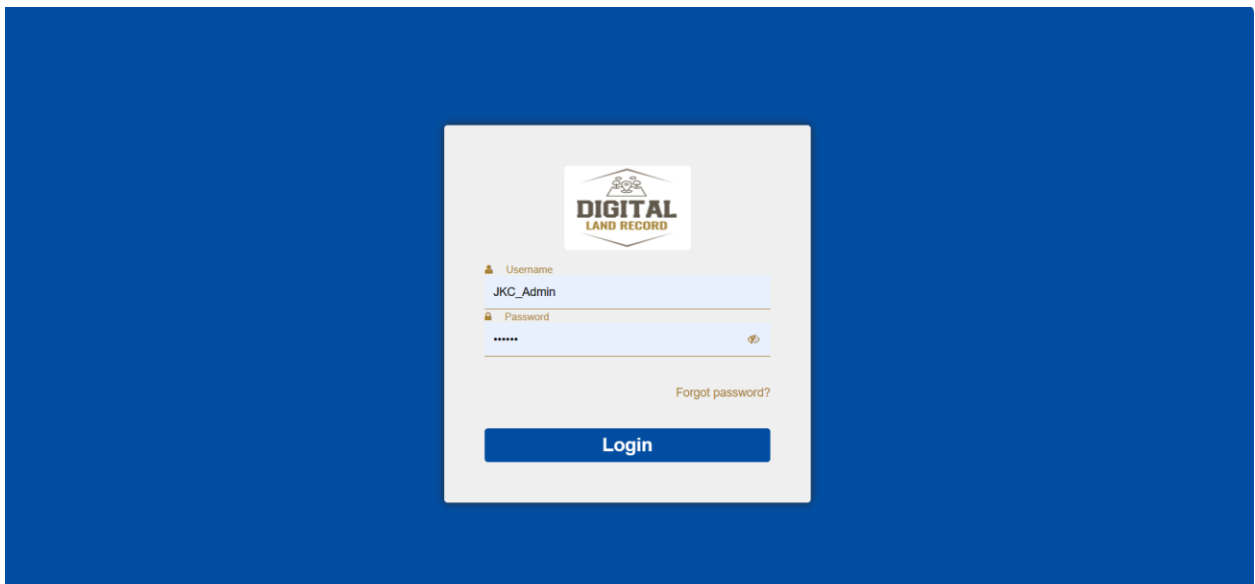 DIGITAL
LAND RECORD
Username
JKC_Admin
Password
••••••
Forgot password?
Login